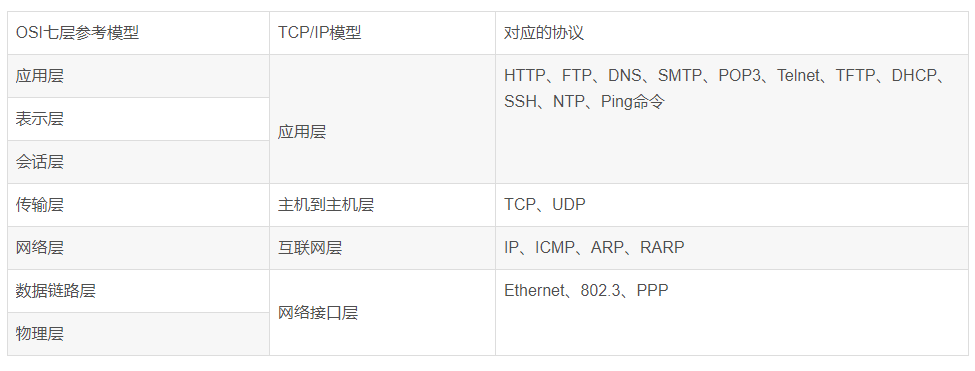 OSI七层参考模型 TCP/IP模型 对应的协议
应用层 应用层 HTTP、FTP、DNS、SMTP、POP3、Telnet、TFTP、DHCP、
SSH、NTP、Ping命令
表示层
会话层
传输层 主机到主机层 TCP、UDP
网络层 互联网层 IP、ICMP、ARP、RARP
数据链路层 网络接口层 Ethernet、802.3、PPP
物理层